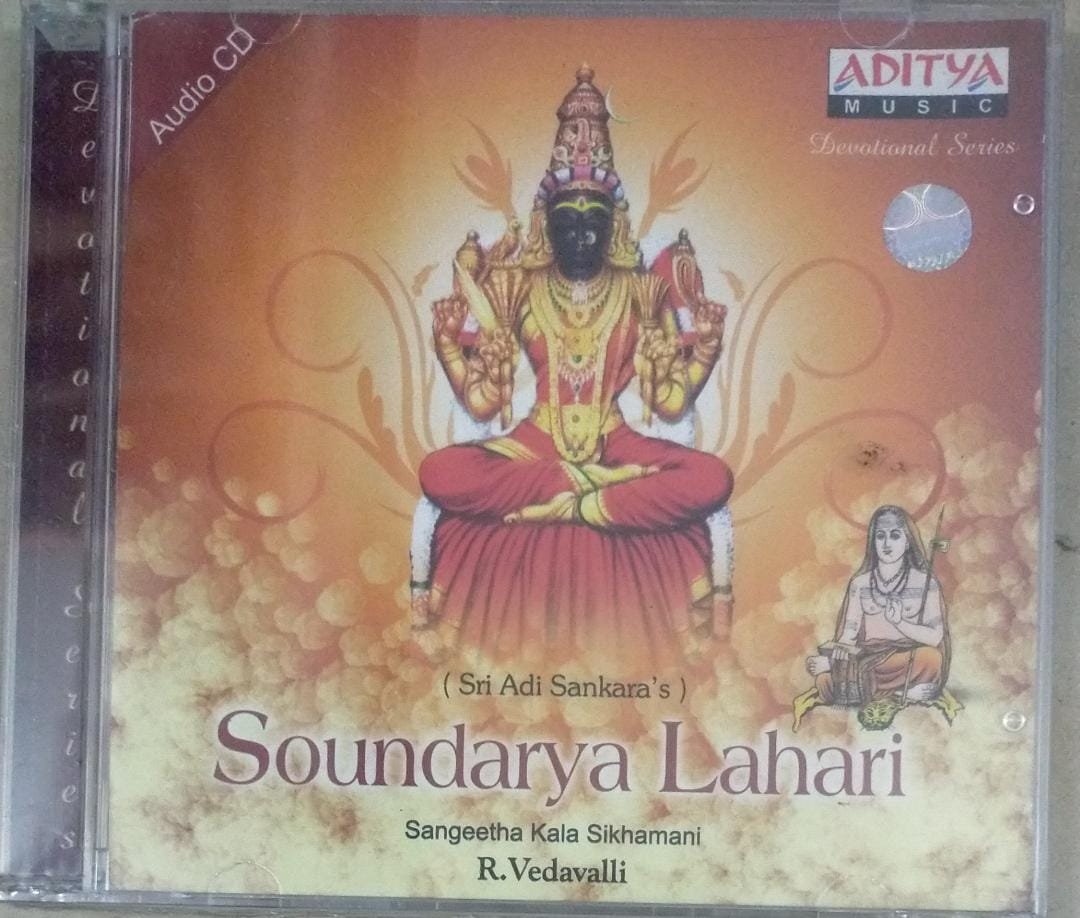 Devotional Series
Audio CD
ADITYA
MUSIC
Devotional Series
( Sri Adi Sankara's )
Soundarya Lahari
Sangeetha Kala Sikhamani
R.Vedavalli